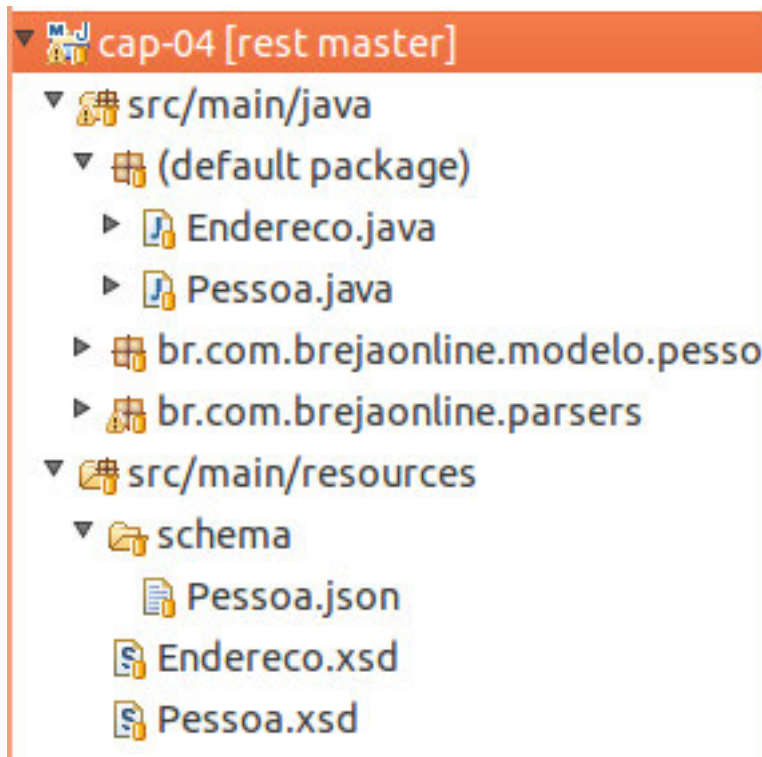 cap-04 [rest master]
src/main/java
(default package)
Endereco.java
Pessoa.java
br.com.brejaonline.modelo.pesso
br.com.brejaonline.parsers
src/main/resources
schema
Pessoa.json
Endereco.xsd
Pessoa.xsd